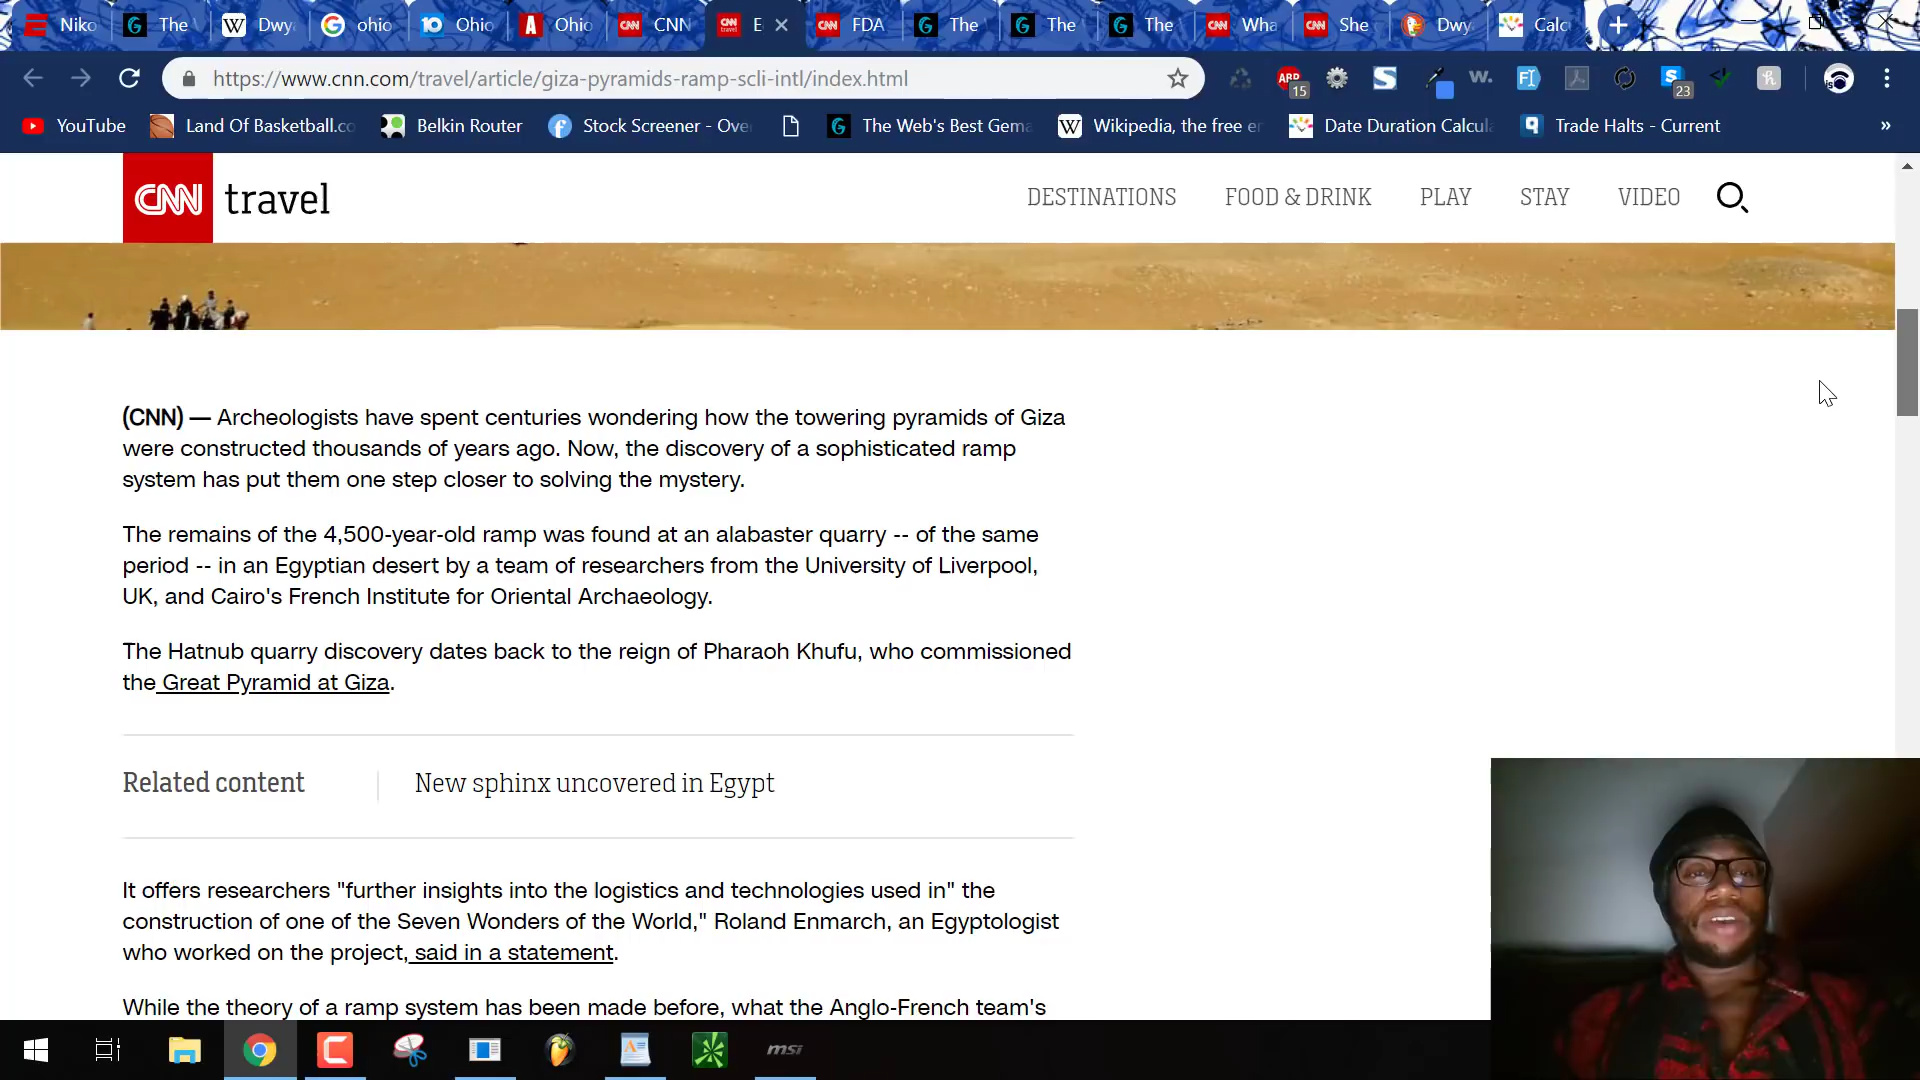 Niko
The
Dwy
ohio
Ohio
Ohio
CNN
E
FDA
The
The
The
Wha
She
Dwy
Calc
https://www.cnn.com/travel/article/giza-pyramids-ramp-scli-intl/index.html
ABP
15
23
YouTube
Land Of Basketball.co
Belkin Router
Stock Screener - Ove
The Web's Best Gema
Wikipedia, the free e
Date Duration Calcul
Trade Halts - Current
»
CNN travel
DESTINATIONS
FOOD & DRINK
PLAY
STAY
VIDEO
(CNN) — Archeologists have spent centuries wondering how the towering pyramids of Giza
were constructed thousands of years ago. Now, the discovery of a sophisticated ramp
system has put them one step closer to solving the mystery.
The remains of the 4,500-year-old ramp was found at an alabaster quarry -- of the same
period -- in an Egyptian desert by a team of researchers from the University of Liverpool,
UK, and Cairo's French Institute for Oriental Archaeology.
The Hatnub quarry discovery dates back to the reign of Pharaoh Khufu, who commissioned
the Great Pyramid at Giza.
Related content
New sphinx uncovered in Egypt
It offers researchers "further insights into the logistics and technologies used in" the
construction of one of the Seven Wonders of the World," Roland Enmarch, an Egyptologist
who worked on the project, said in a statement.
While the theory of a ramp system has been made before, what the Anglo-French team's
msi